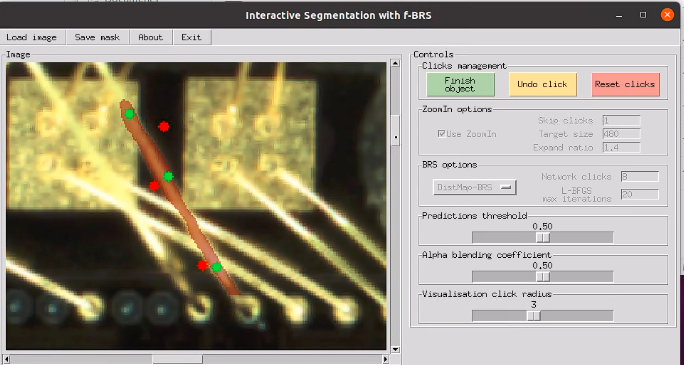 Interactive Segmentation with f-BRS
Load image Save mask About Exit
Image
Controls
Clicks management
Finish
object
Undo click
Reset clicks
ZoomIn options
Use ZoomIn
Skip clicks 1
Target size 480
Expand ratio 1.4
BRS options
DistMap-BRS
Network clicks 8
L-BFGS
max iterations 20
Predictions threshold
0.50
Alpha blending coefficient
0.50
Visualisation click radius
3